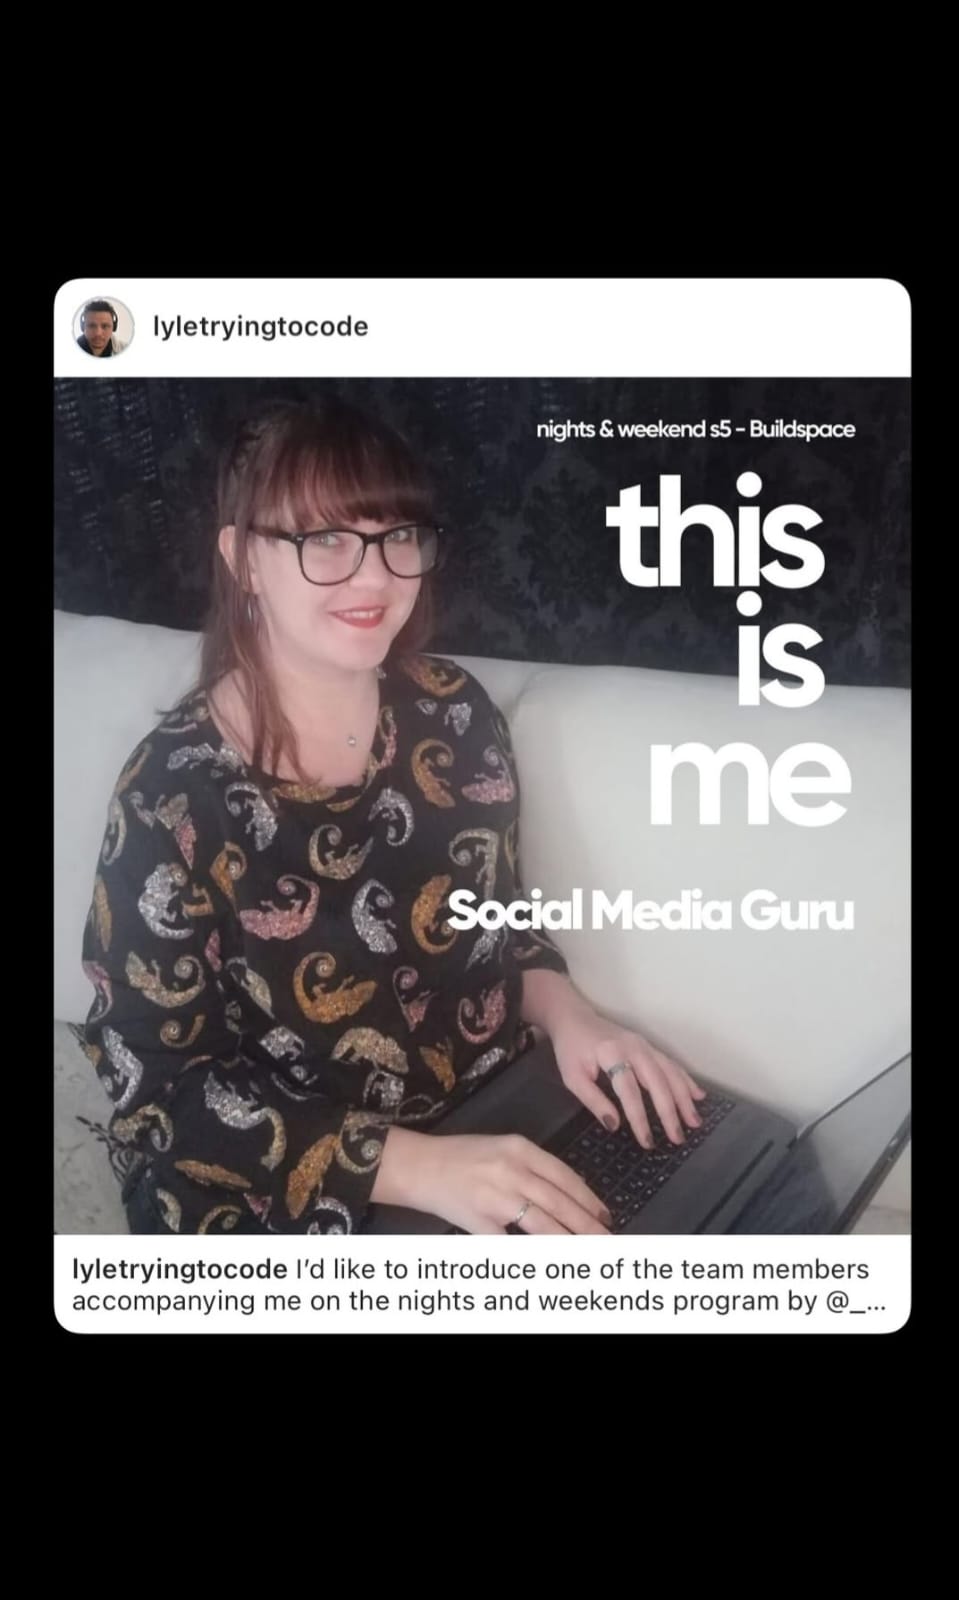 lyletryingtocode
nights & weekend s5 - Buildspace
this
is
me
Social Media Guru
lyletryingtocode I’d like to introduce one of the team members
accompanying me on the nights and weekends program by @_...